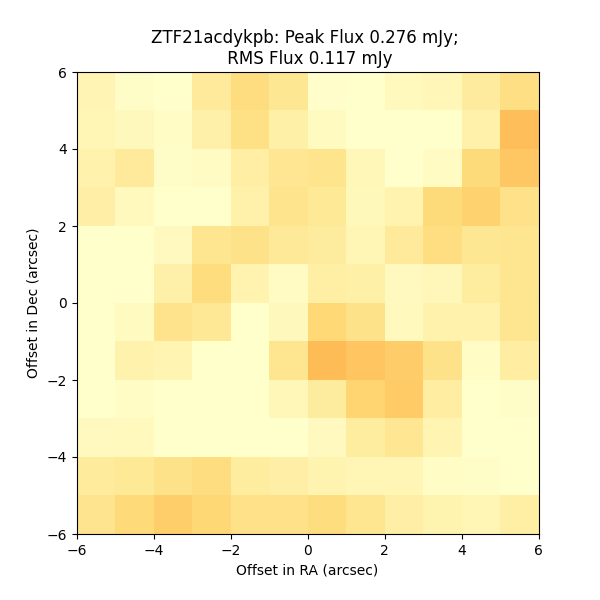 ZTF21acdykpb: Peak Flux 0.276 mJy;
RMS Flux 0.117 mJy
6
4
2
0
−2
−4
−6
Offset in Dec (arcsec)
−6 −4 −2 0 2 4 6
Offset in RA (arcsec)